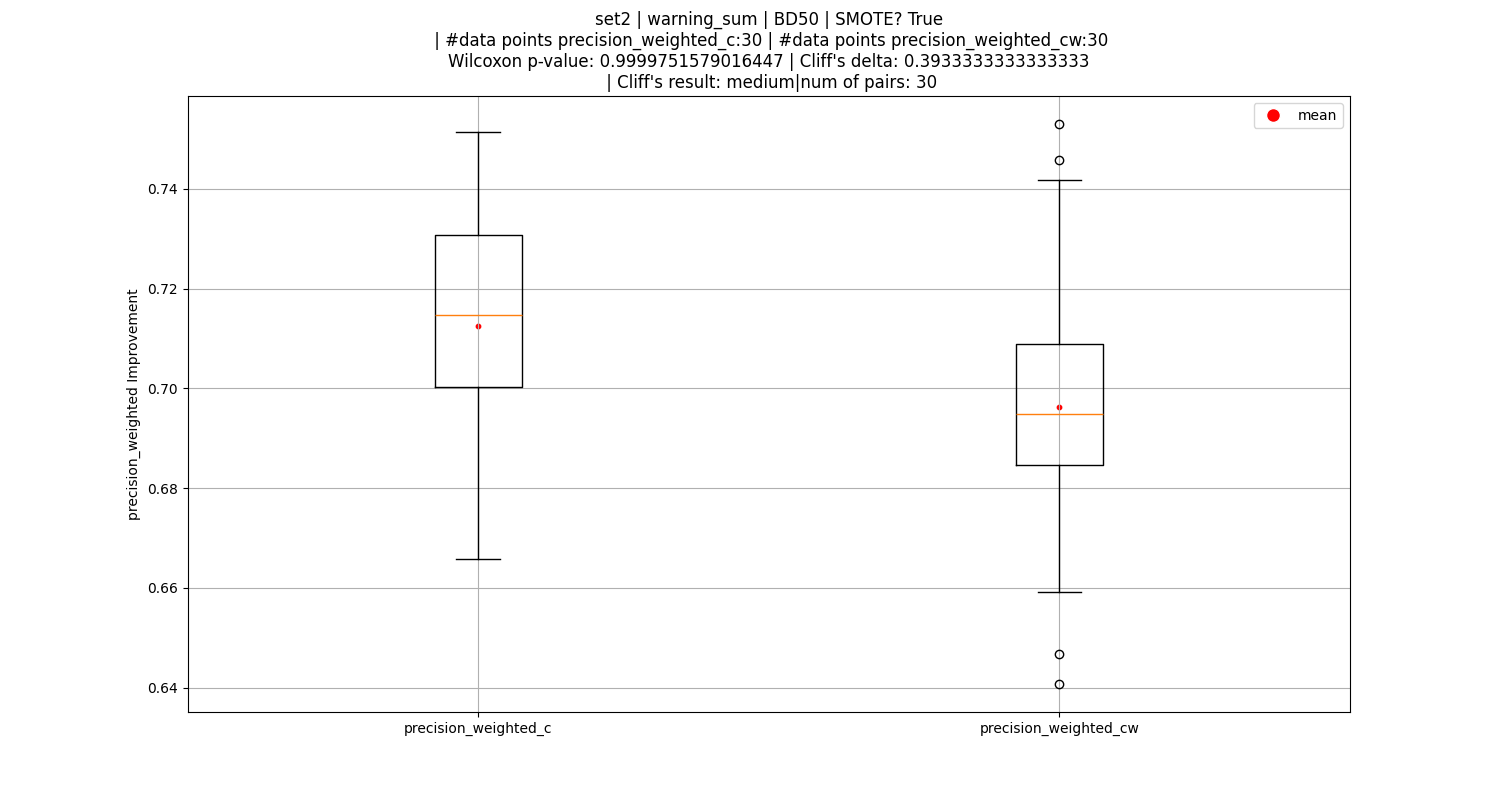 set2 | warning_sum | BD50 | SMOTE? True
| #data points precision_weighted_c:30 | #data points precision_weighted_cw:30
Wilcoxon p-value: 0.9999751579016447 | Cliff's delta: 0.3933333333333333
| Cliff's result: medium|num of pairs: 30
mean
0.74
0.72
0.70
0.68
0.66
0.64
precision_weighted Improvement
precision_weighted_c
precision_weighted_cw